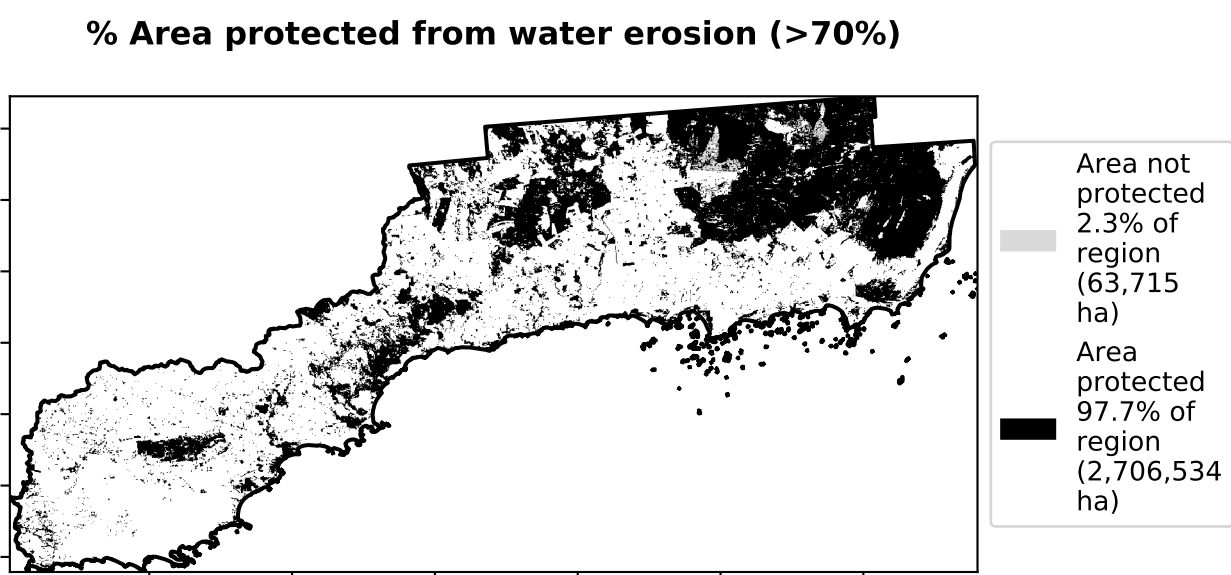 % Area protected from water erosion (>70%)
Area not
protected
2.3% of
region
(63,715
ha)
Area
protected
97.7% of
region
(2,706,534
ha)